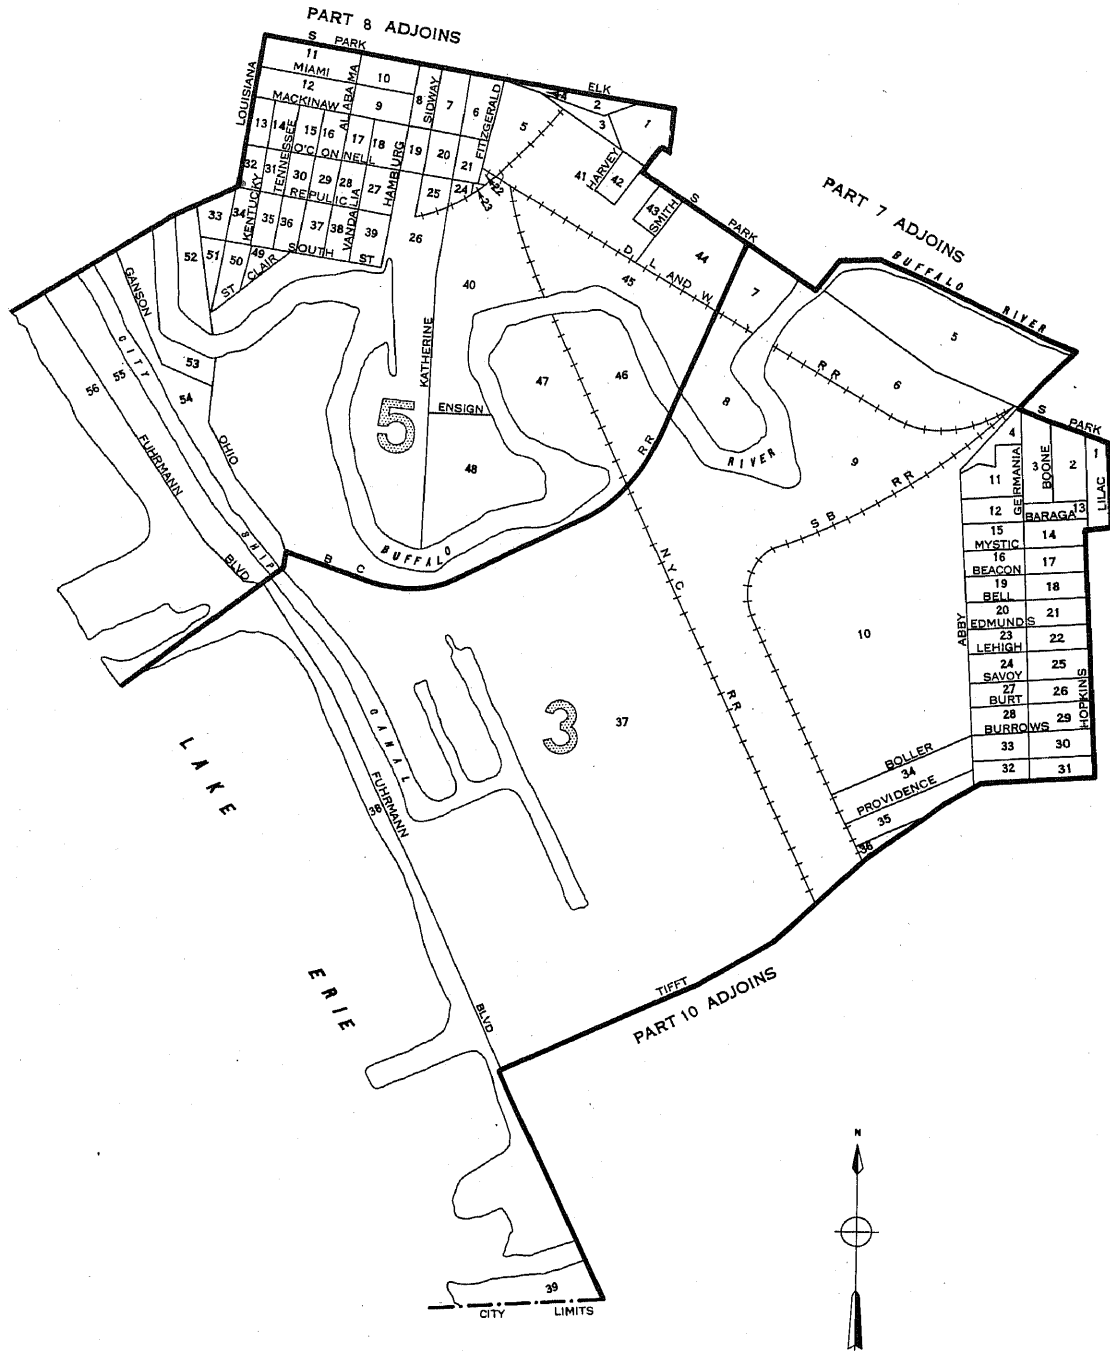 PART 8 ADJOINS
S PARK
ELK
LOUISIANA
11
MIAMI
12
MACKINAW
ALABAMA
10
9
8
SIDWAY
7
6
FITZGERALD
5
2
3
1
13
14
TENNESSEE
15
16
17
18
O'CONNELL
HAMBURG
19
20
21
22
23
24
25
26
32
31
KENTUCKY
30
29
28
27
REPUBLIC
VANDALIA
33
34
35
36
37
38
39
SOUTH ST
ST CLAIR
49
50
51
52
53
54
55
56
GANSON
CITY SHIP CANAL
OHIO
FUHRMANN BLVD
KATHERINE
ENSIGN
40
41
HARVEY
42
43
SMITH
44
45
46
47
48
S PARK
D L AND W RR
5
BUFFALO RIVER
B C RR
PART 7 ADJOINS
BUFFALO RIVER
5
6
7
8
9
RIVER
S B RR
N Y C RR
10
3
37
S PARK
1
LILAC
2
BOONE
3
4
GERMANIA
11
12
13
BARAGA
14
15
MYSTIC
16
BEACON
17
18
19
BELL
20
EDMUNDS
21
22
23
LEHIGH
24
SAVOY
25
26
27
BURT
28
BURROWS
29
30
31
32
33
ABBY
HOPKINS
BOLLER
34
PROVIDENCE
35
36
LAKE ERIE
38
FUHRMANN BLVD
TIFFT
PART 10 ADJOINS
N
39
CITY LIMITS